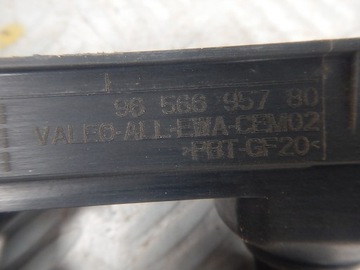 96 566 957 80
VALEO-ALL-EWA-CEM02
>PBT-GF20<